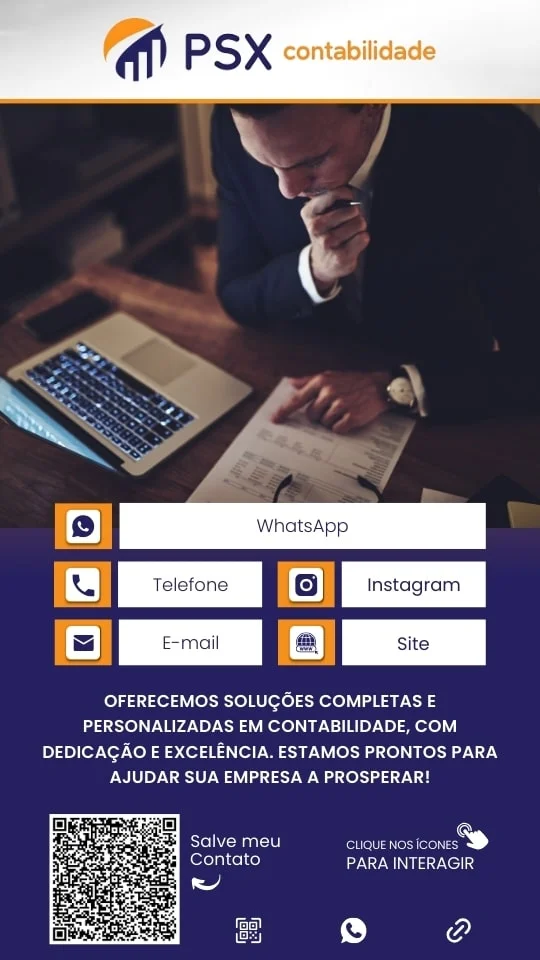 PSX contabilidade
WhatsApp
Telefone
Instagram
E-mail
www
Site
OFERECEMOS SOLUÇÕES COMPLETAS E
PERSONALIZADAS EM CONTABILIDADE, COM
DEDICAÇÃO E EXCELÊNCIA. ESTAMOS PRONTOS PARA
AJUDAR SUA EMPRESA A PROSPERAR!
Salve meu
Contato
CLIQUE NOS ÍCONES
PARA INTERAGIR